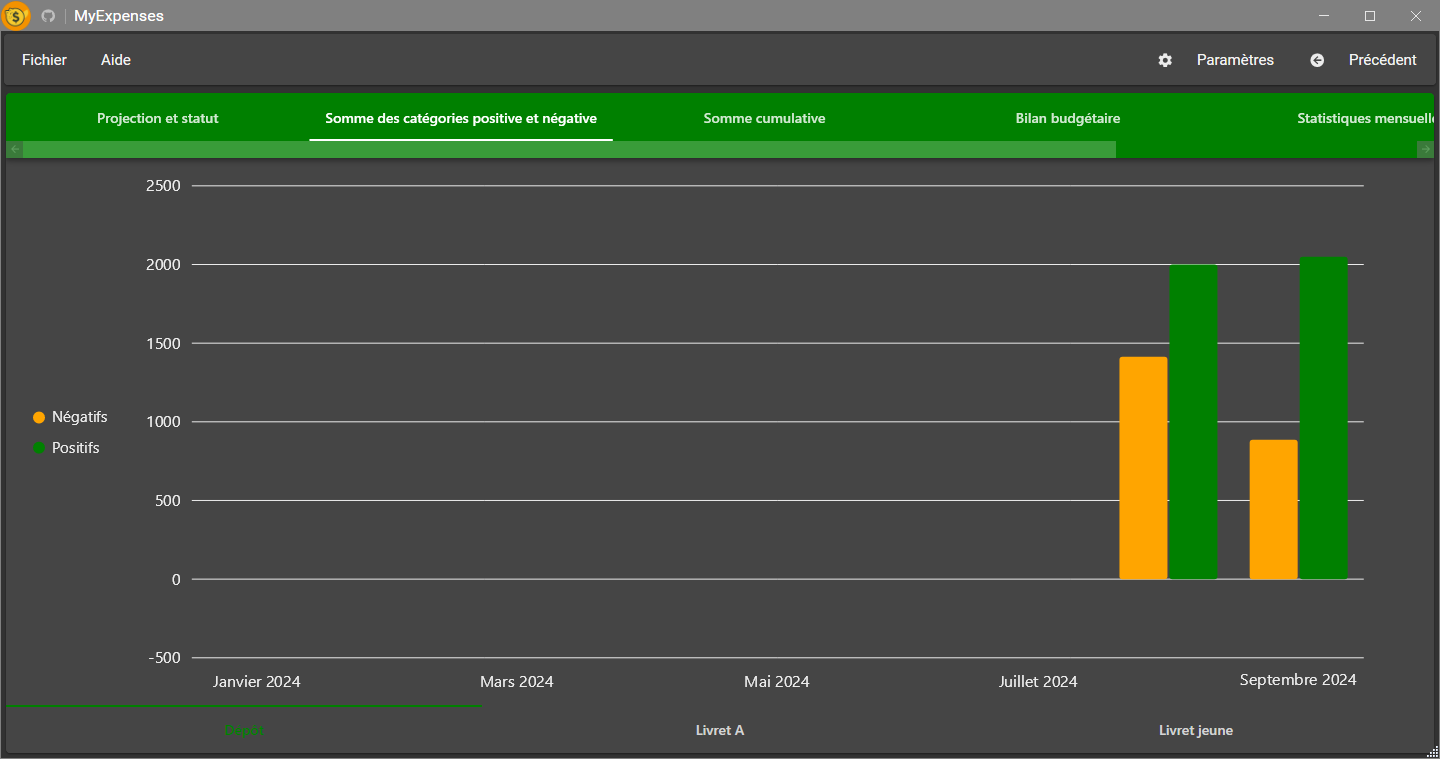 MyExpenses
Fichier Aide Paramètres Précédent
Projection et statut Somme des catégories positive et négative Somme cumulative Bilan budgétaire Statistiques mensuelle
2500
2000
1500
1000
500
0
-500
Négatifs
Positifs
Janvier 2024 Mars 2024 Mai 2024 Juillet 2024 Septembre 2024
Dépôt Livret A Livret jeune